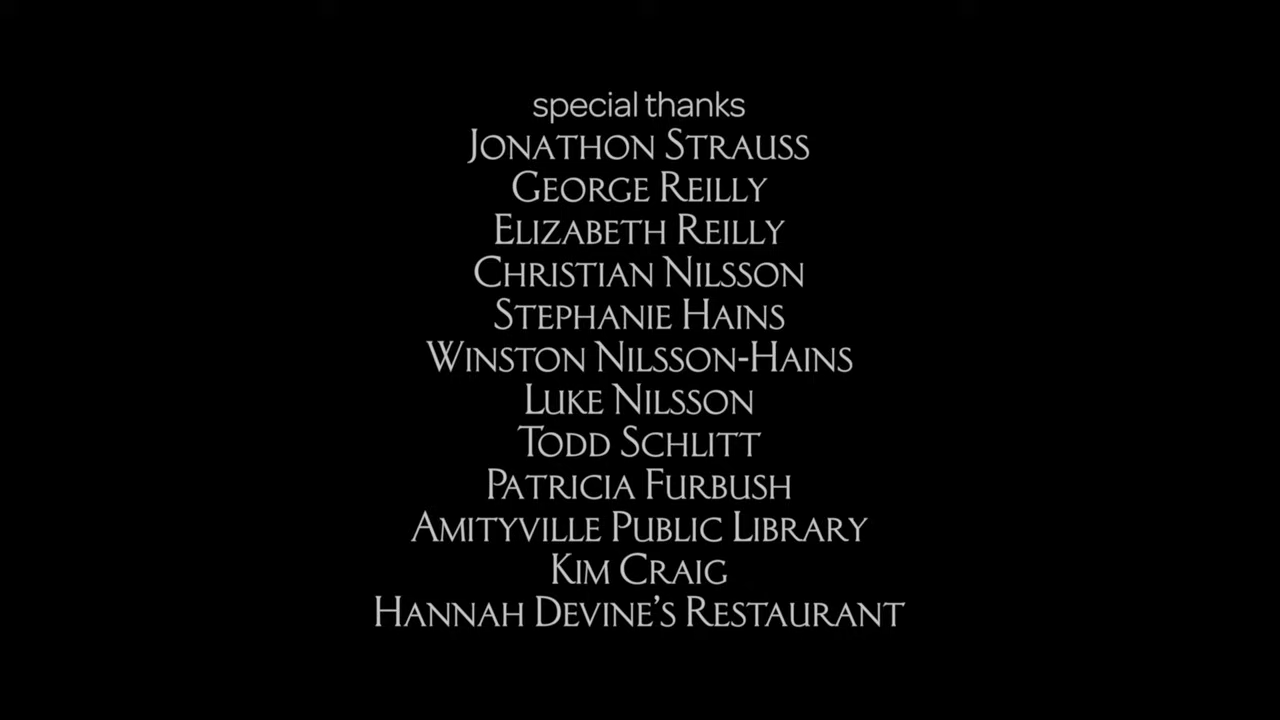 special thanks
JONATHON STRAUSS
GEORGE REILLY
ELIZABETH REILLY
CHRISTIAN NILSSON
STEPHANIE HAINS
WINSTON NILSSON-HAINS
LUKE NILSSON
TODD SCHLITT
PATRICIA FURBUSH
AMITYVILLE PUBLIC LIBRARY
KIM CRAIG
HANNAH DEVINE’S RESTAURANT